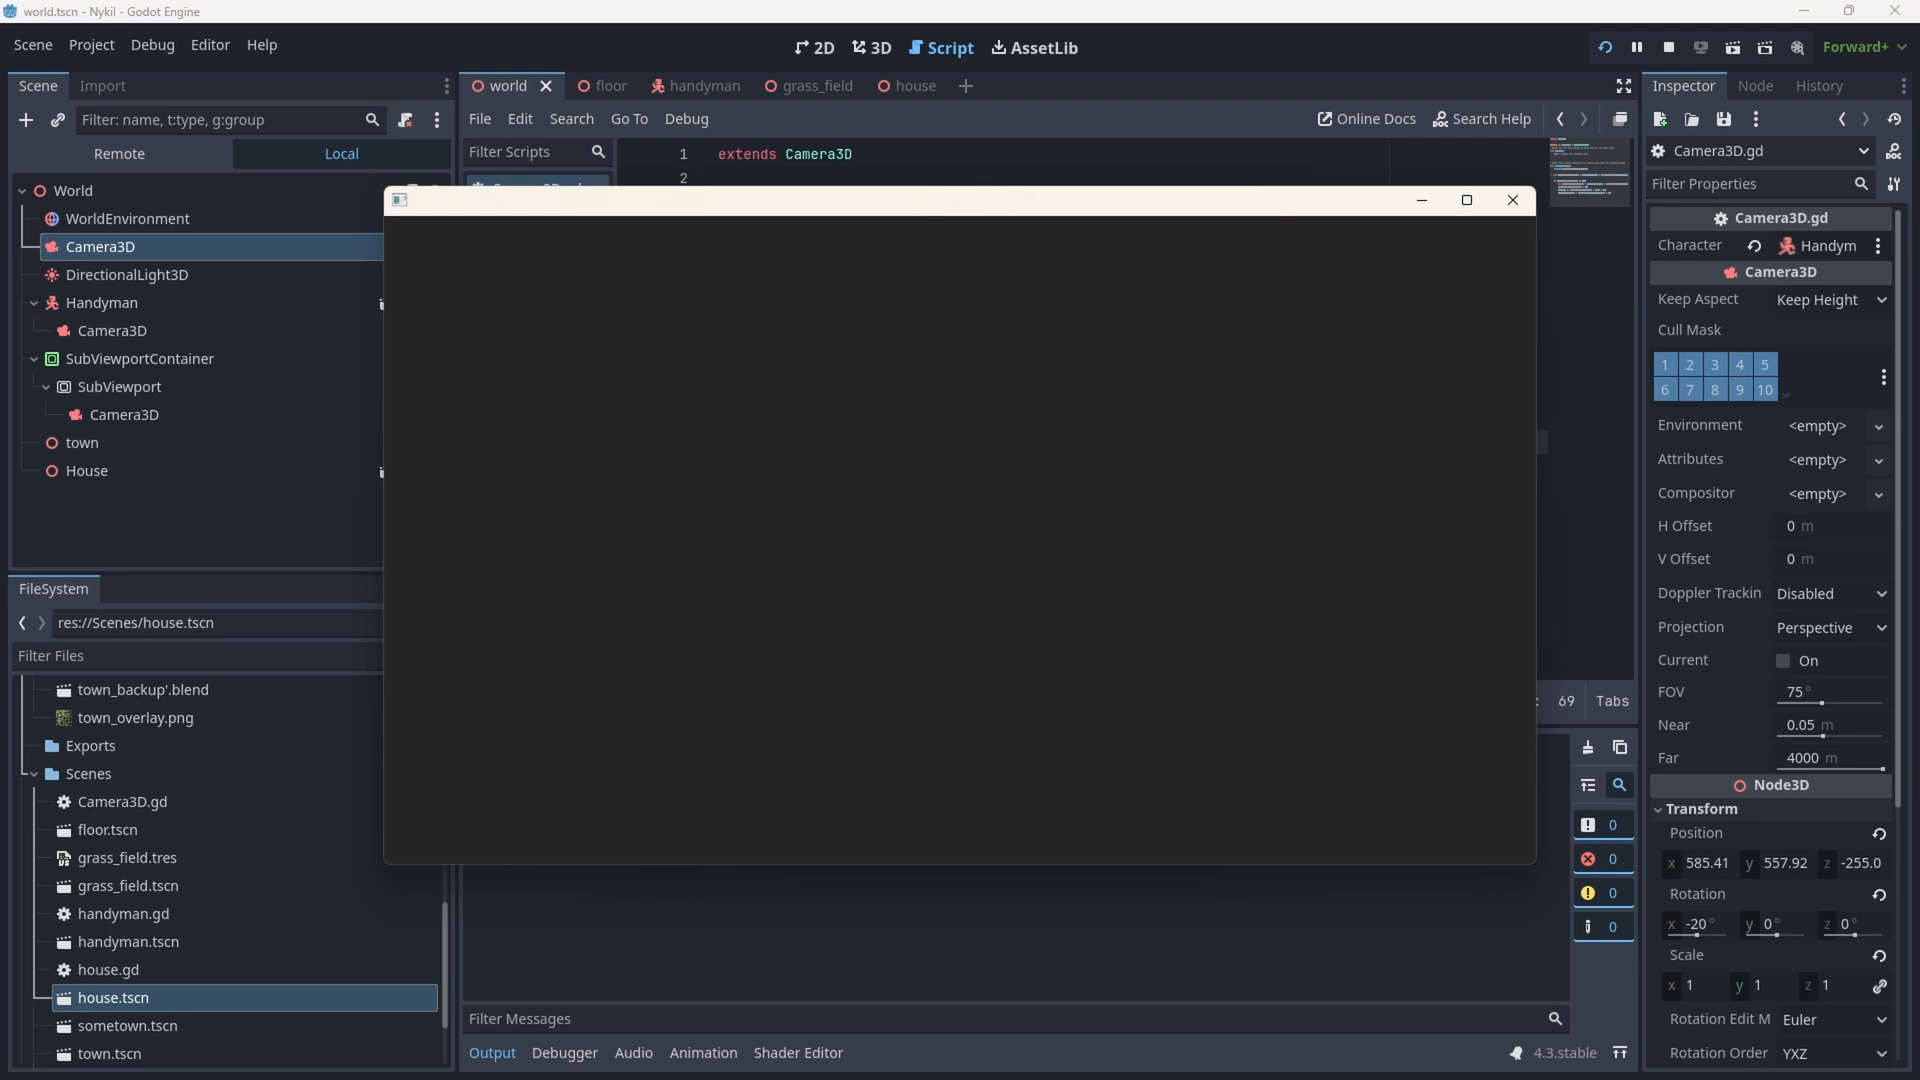 world.tscn - Nykil - Godot Engine
Scene Project Debug Editor Help
2D 3D Script AssetLib
Forward+
Scene Import
world floor handyman grass_field house
Inspector Node History
Filter: name, t:type, g:group
File Edit Search Go To Debug
Online Docs Search Help
Remote Local
Filter Scripts
1 extends Camera3D
2
Camera3D.gd
Filter Properties
World
WorldEnvironment
Camera3D
DirectionalLight3D
Handyman
Camera3D
SubViewportContainer
SubViewport
Camera3D
town
House
Camera3D.gd
Character Handym
Camera3D
Keep Aspect Keep Height
Cull Mask
1 2 3 4 5
6 7 8 9 10
Environment <empty>
Attributes <empty>
Compositor <empty>
H Offset 0 m
V Offset 0 m
Doppler Trackin Disabled
Projection Perspective
Current On
FOV 75°
Near 0.05 m
Far 4000 m
Node3D
Transform
Position
x 585.41 y 557.92 z -255.0
Rotation
x -20° y 0° z 0°
Scale
x 1 y 1 z 1
Rotation Edit M Euler
Rotation Order YXZ
FileSystem
res://Scenes/house.tscn
Filter Files
town_backup'.blend
town_overlay.png
Exports
Scenes
Camera3D.gd
floor.tscn
grass_field.tres
grass_field.tscn
handyman.gd
handyman.tscn
house.gd
house.tscn
sometown.tscn
town.tscn
: 69 Tabs
0
0
0
0
Filter Messages
Output Debugger Audio Animation Shader Editor
4.3.stable